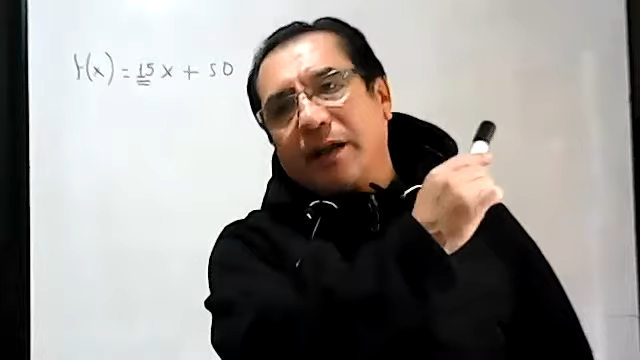 f(x) = 15x + 50